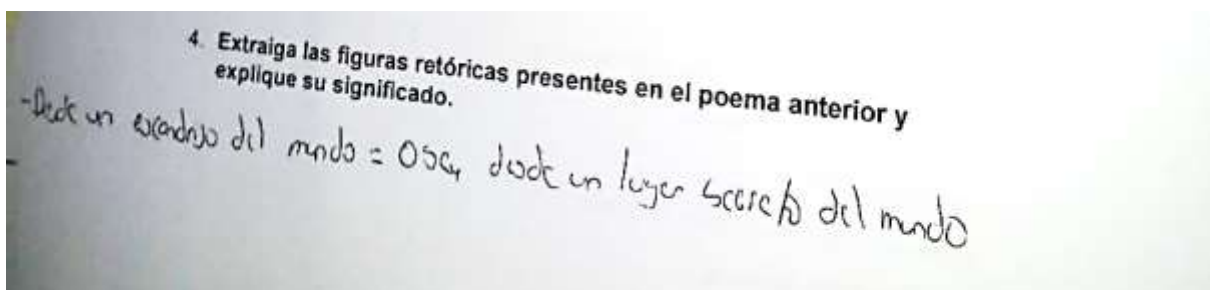 4. Extraiga las figuras retóricas presentes en el poema anterior y
explique su significado.
-Desde un escondrijo del mundo = Osea, desde un lugar secreto del mundo